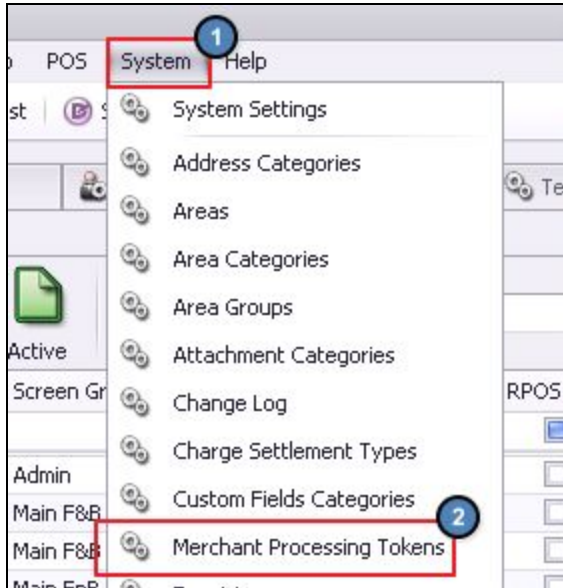 1
POS System Help
st
System Settings
Address Categories
Te
Areas
Area Categories
Area Groups
Active
Attachment Categories
Screen Gr
Change Log
RPOS
Charge Settlement Types
Admin
Custom Fields Categories
2
Main F&B
Main F&B
Merchant Processing Tokens